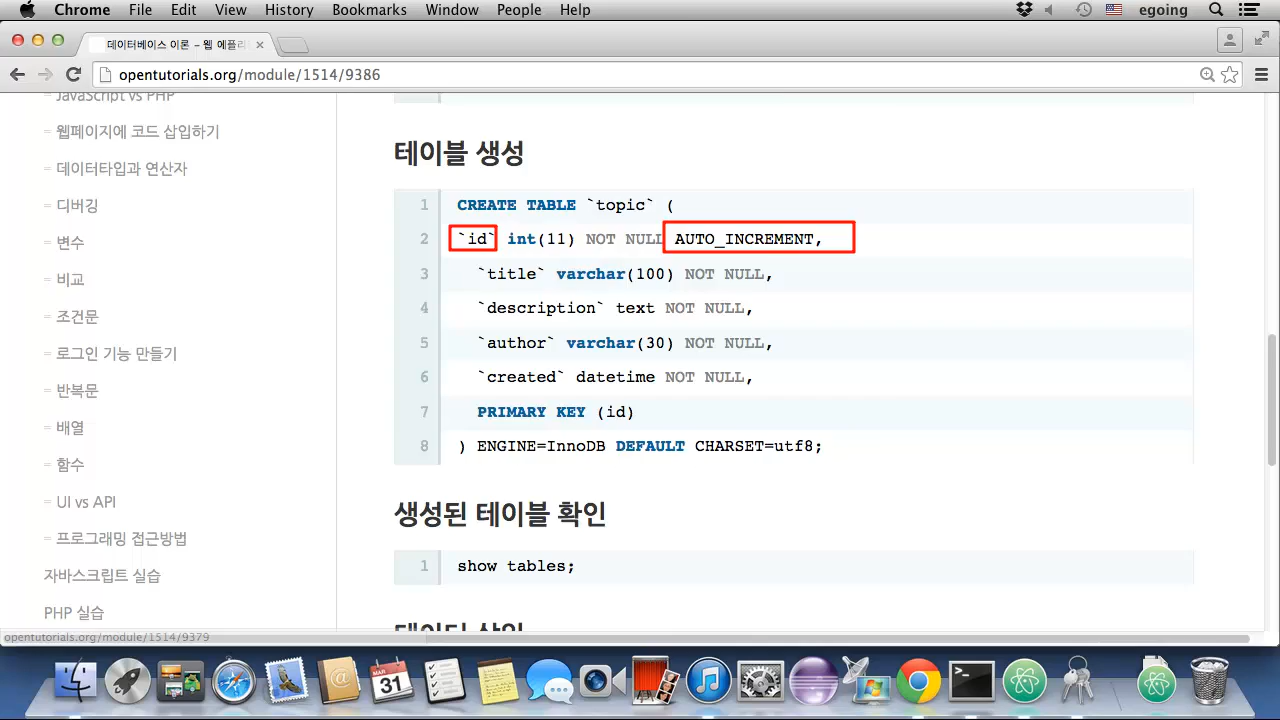 Chrome File Edit View History Bookmarks Window People Help egoing
데이터베이스 이론 – 웹 애플리
opentutorials.org/module/1514/9386
JavaScript vs PHP
웹페이지에 코드 삽입하기
데이터타입과 연산자
디버깅
변수
비교
조건문
로그인 기능 만들기
반복문
배열
함수
UI vs API
프로그래밍 접근방법
자바스크립트 실습
PHP 실습
테이블 생성
1 CREATE TABLE `topic` (
2 `id` int(11) NOT NULL AUTO_INCREMENT,
3 `title` varchar(100) NOT NULL,
4 `description` text NOT NULL,
5 `author` varchar(30) NOT NULL,
6 `created` datetime NOT NULL,
7 PRIMARY KEY (id)
8 ) ENGINE=InnoDB DEFAULT CHARSET=utf8;
생성된 테이블 확인
1 show tables;
데이터 삽입
opentutorials.org/module/1514/9379
MAR
31